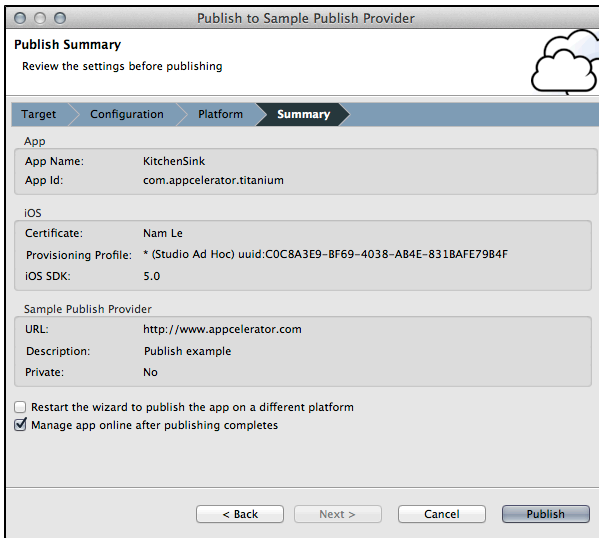 Publish to Sample Publish Provider
Publish Summary
Review the settings before publishing
Target Configuration Platform Summary
App
App Name: KitchenSink
App Id: com.appcelerator.titanium
iOS
Certificate: Nam Le
Provisioning Profile: * (Studio Ad Hoc) uuid:C0C8A3E9-BF69-4038-AB4E-831BAFE79B4F
iOS SDK: 5.0
Sample Publish Provider
URL: http://www.appcelerator.com
Description: Publish example
Private: No
Restart the wizard to publish the app on a different platform
Manage app online after publishing completes
< Back Next > Cancel Publish